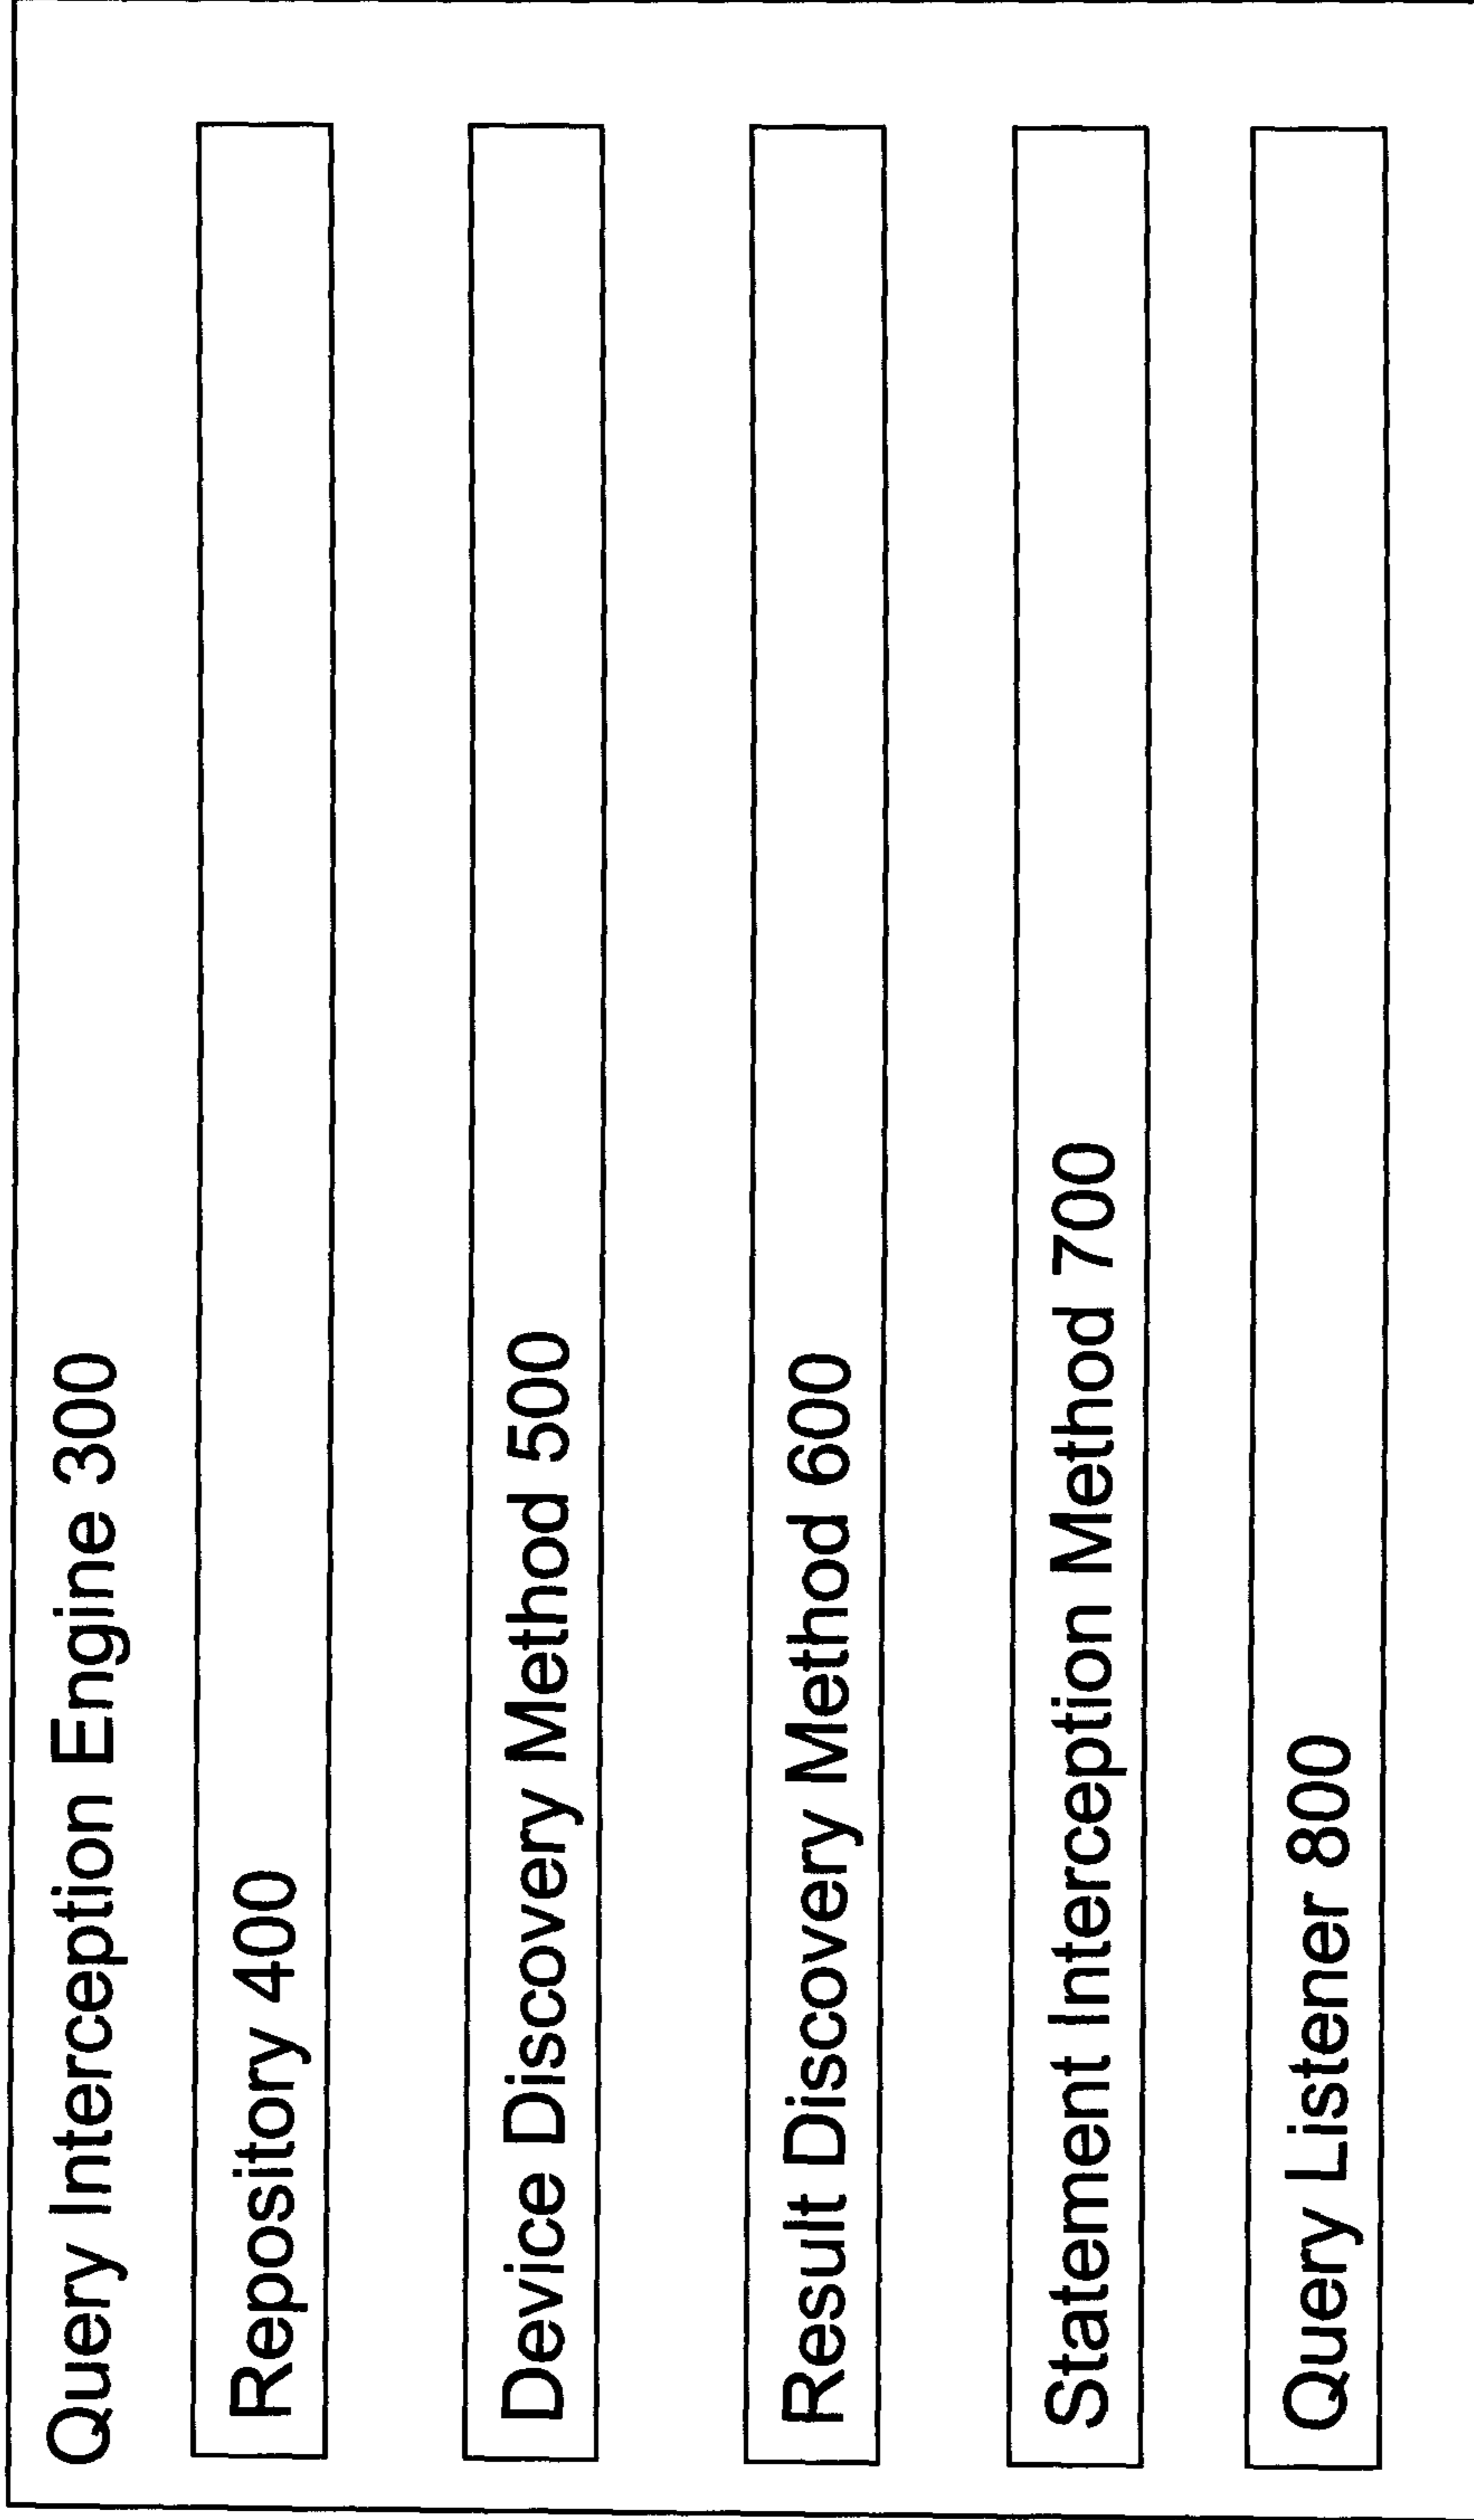 Query Interception Engine 300
Repository 400
Device Discovery Method 500
Result Discovery Method 600
Statement Interception Method 700
Query Listener 800